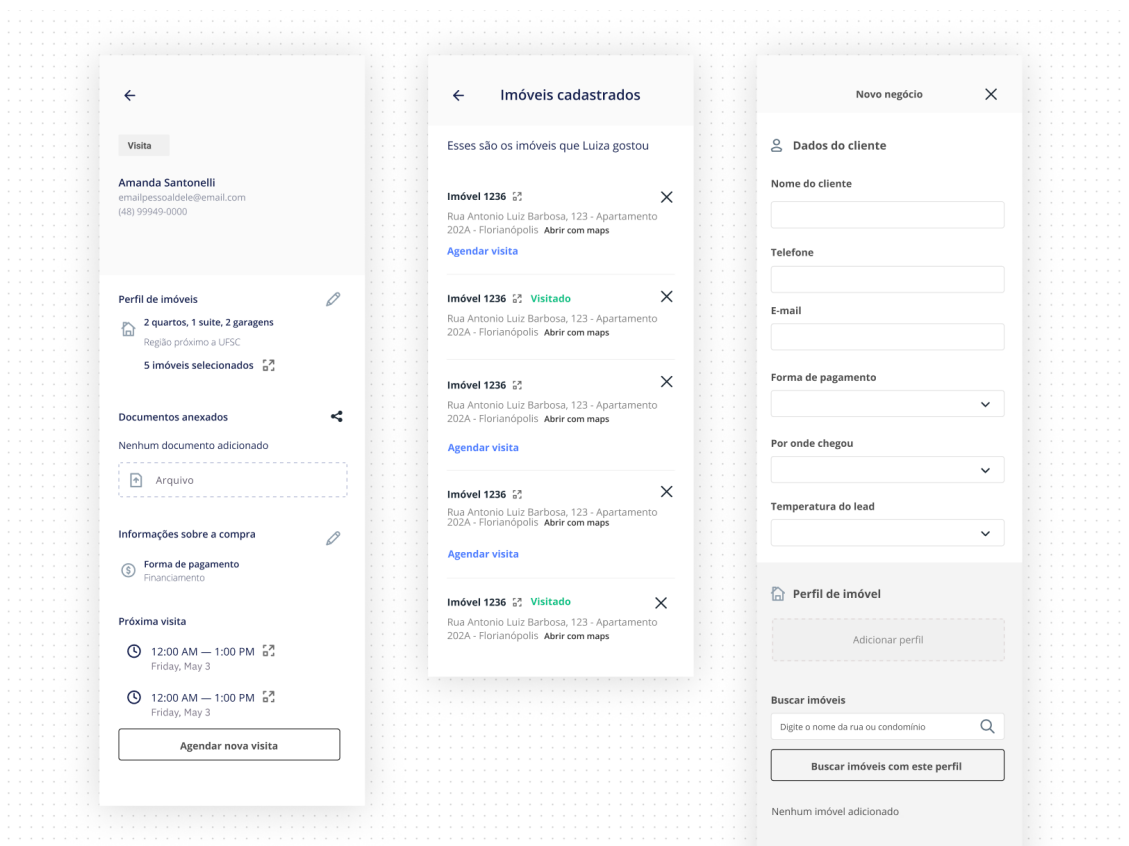 Visita
Amanda Santonelli
emailpessoaldele@email.com
(48) 99949-0000
Perfil de imóveis
2 quartos, 1 suite, 2 garagens
Região próximo a UFSC
5 imóveis selecionados
Documentos anexados
Nenhum documento adicionado
Arquivo
Informações sobre a compra
Forma de pagamento
Financiamento
Próxima visita
12:00 AM — 1:00 PM
Friday, May 3
12:00 AM — 1:00 PM
Friday, May 3
Agendar nova visita
Imóveis cadastrados
Esses são os imóveis que Luiza gostou
Imóvel 1236
Rua Antonio Luiz Barbosa, 123 - Apartamento
202A - Florianópolis Abrir com maps
Agendar visita
Imóvel 1236 Visitado
Rua Antonio Luiz Barbosa, 123 - Apartamento
202A - Florianópolis Abrir com maps
Imóvel 1236
Rua Antonio Luiz Barbosa, 123 - Apartamento
202A - Florianópolis Abrir com maps
Agendar visita
Imóvel 1236
Rua Antonio Luiz Barbosa, 123 - Apartamento
202A - Florianópolis Abrir com maps
Agendar visita
Imóvel 1236 Visitado
Rua Antonio Luiz Barbosa, 123 - Apartamento
202A - Florianópolis Abrir com maps
Novo negócio
Dados do cliente
Nome do cliente
Telefone
E-mail
Forma de pagamento
Por onde chegou
Temperatura do lead
Perfil de imóvel
Adicionar perfil
Buscar imóveis
Digite o nome da rua ou condomínio
Buscar imóveis com este perfil
Nenhum imóvel adicionado